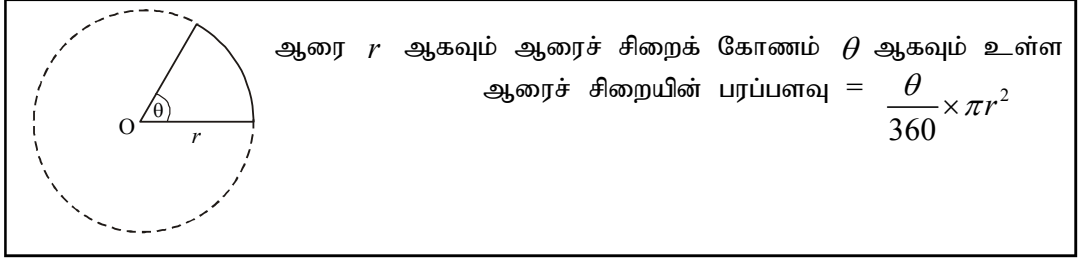 ஆரை r ஆகவும் ஆரைச் சிறைக் கோணம் θ ஆகவும் உள்ள
ஆரைச் சிறையின் பரப்பளவு = θ/360 × πr²
θ
O
r